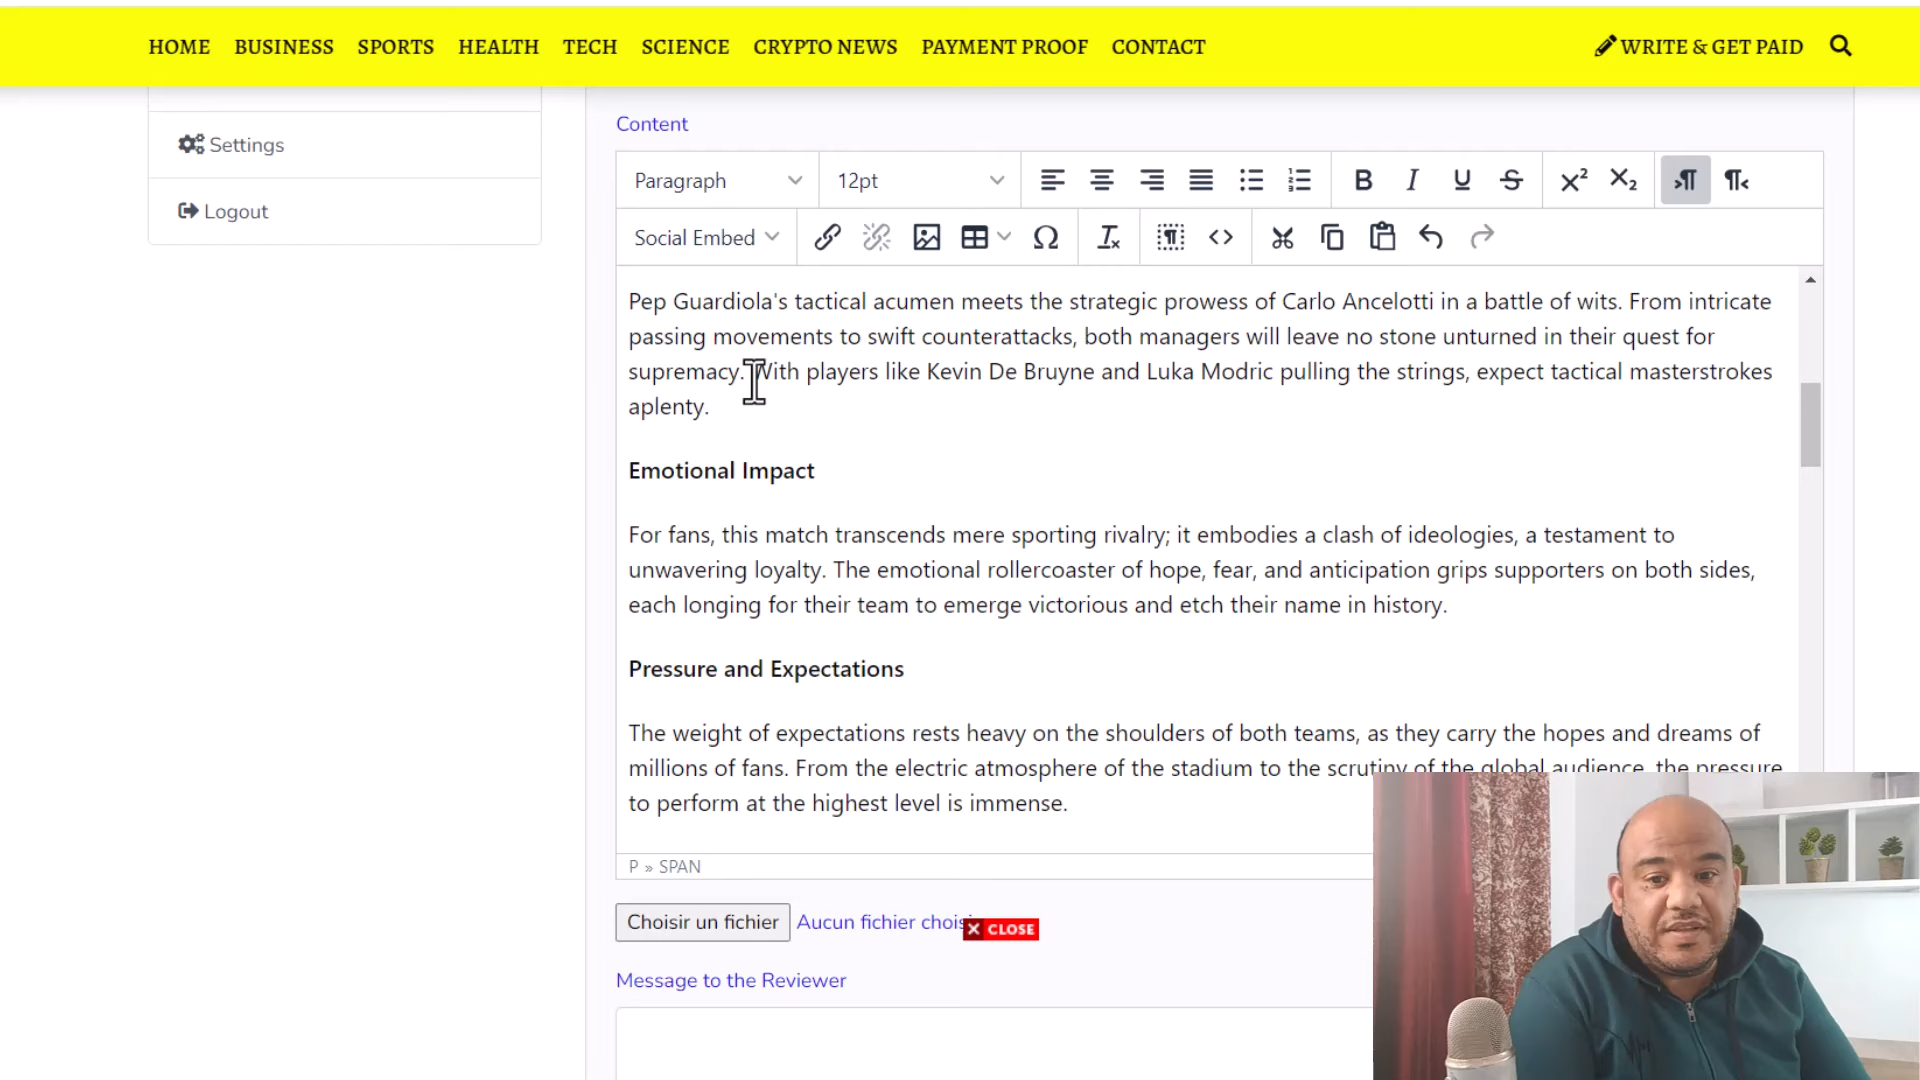 HOME BUSINESS SPORTS HEALTH TECH SCIENCE CRYPTO NEWS PAYMENT PROOF CONTACT WRITE & GET PAID
Settings
Logout
Content
Paragraph 12pt
Social Embed
Pep Guardiola's tactical acumen meets the strategic prowess of Carlo Ancelotti in a battle of wits. From intricate
passing movements to swift counterattacks, both managers will leave no stone unturned in their quest for
supremacy. With players like Kevin De Bruyne and Luka Modric pulling the strings, expect tactical masterstrokes
aplenty.
Emotional Impact
For fans, this match transcends mere sporting rivalry; it embodies a clash of ideologies, a testament to
unwavering loyalty. The emotional rollercoaster of hope, fear, and anticipation grips supporters on both sides,
each longing for their team to emerge victorious and etch their name in history.
Pressure and Expectations
The weight of expectations rests heavy on the shoulders of both teams, as they carry the hopes and dreams of
millions of fans. From the electric atmosphere of the stadium to the scrutiny of the global audience, the pressure
to perform at the highest level is immense.
P » SPAN
Choisir un fichier Aucun fichier choisi
CLOSE
Message to the Reviewer